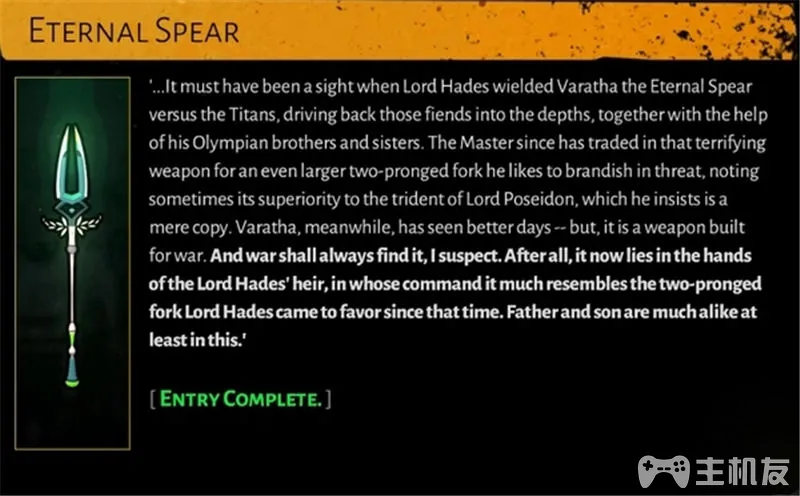 ETERNAL SPEAR
'...It must have been a sight when Lord Hades wielded Varatha the Eternal Spear
versus the Titans, driving back those fiends into the depths, together with the help
of his Olympian brothers and sisters. The Master since has traded in that terrifying
weapon for an even larger two-pronged fork he likes to brandish in threat, noting
sometimes its superiority to the trident of Lord Poseidon, which he insists is a
mere copy. Varatha, meanwhile, has seen better days -- but, it is a weapon built
for war. And war shall always find it, I suspect. After all, it now lies in the hands
of the Lord Hades' heir, in whose command it much resembles the two-pronged
fork Lord Hades came to favor since that time. Father and son are much alike at
least in this.'
[ ENTRY COMPLETE. ]
主机友